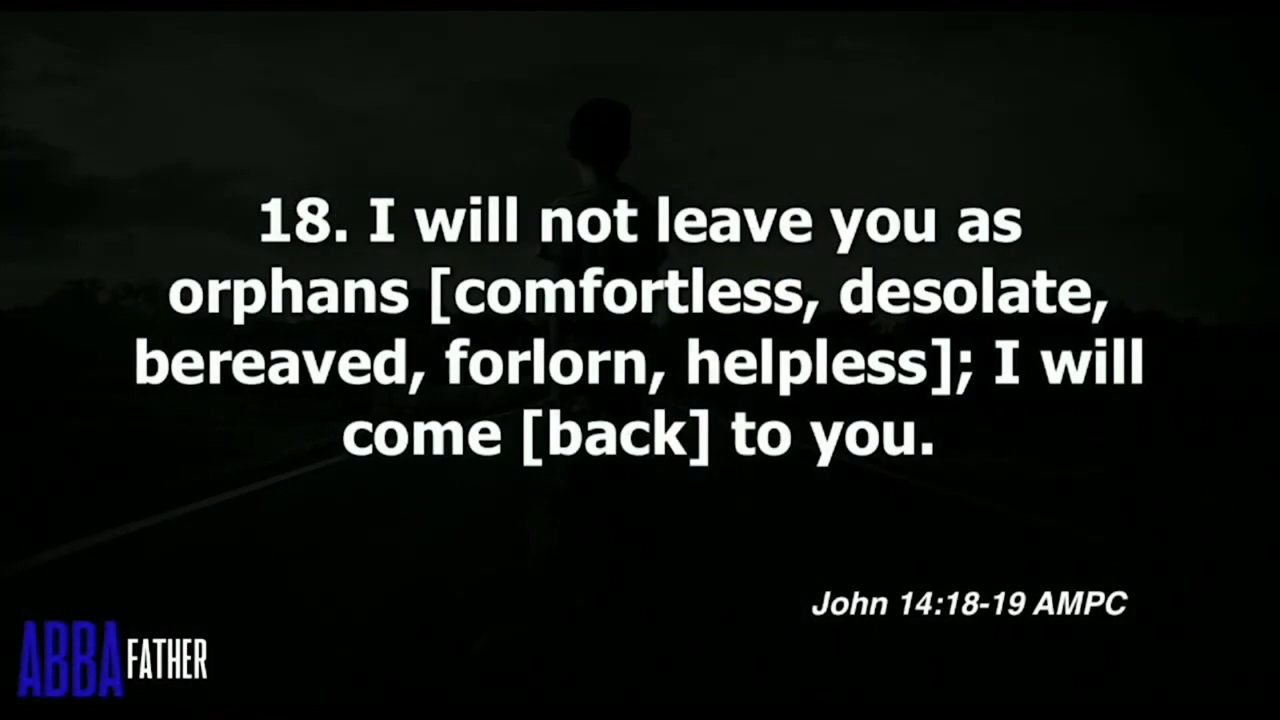 18. I will not leave you as
orphans [comfortless, desolate,
bereaved, forlorn, helpless]; I will
come [back] to you.
John 14:18-19 AMPC
ABBA FATHER